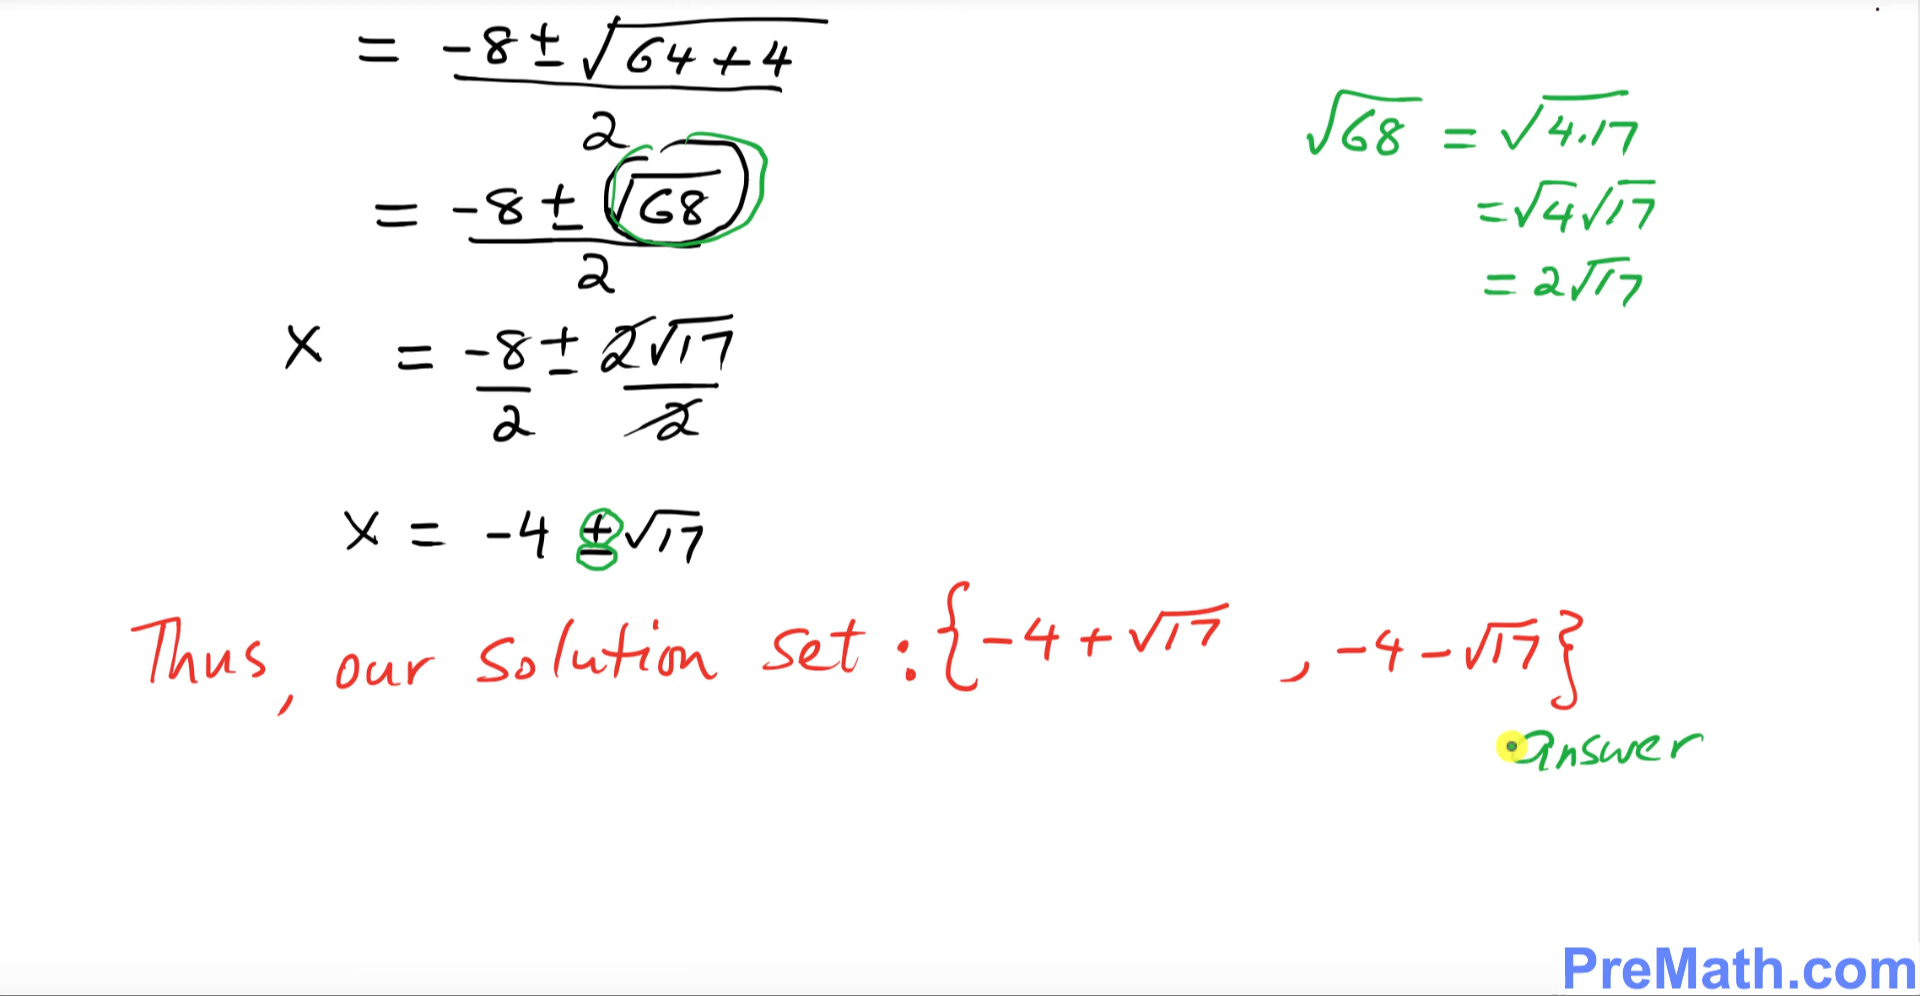 = -8 ± √64 + 4
2
= -8 ± √68
2
x = -8 ± 2√17
2 2
x = -4 ± √17
√68 = √4.17
= √4 √17
= 2√17
Thus, our solution set : {-4 + √17 , -4 - √17}
answer
PreMath.com